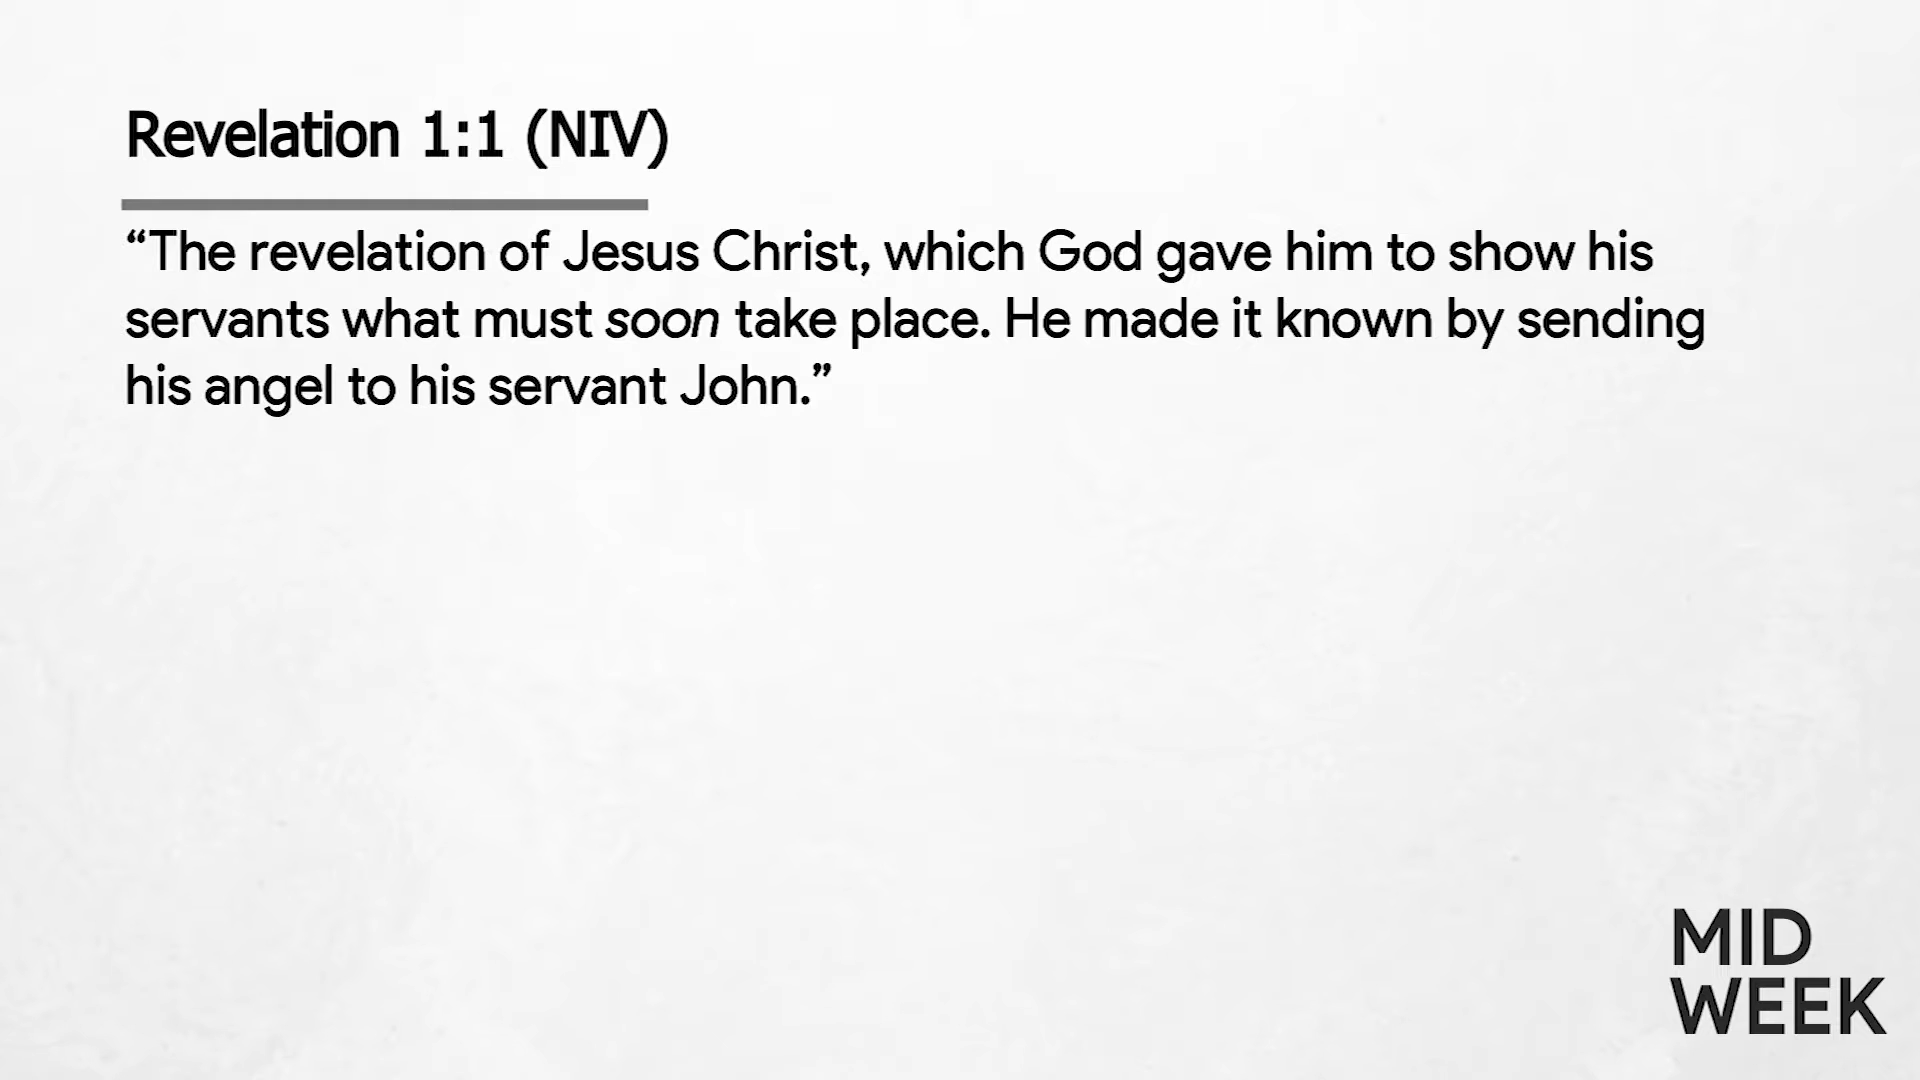 Revelation 1:1 (NIV)
“The revelation of Jesus Christ, which God gave him to show his
servants what must soon take place. He made it known by sending
his angel to his servant John.”
MID
WEEK